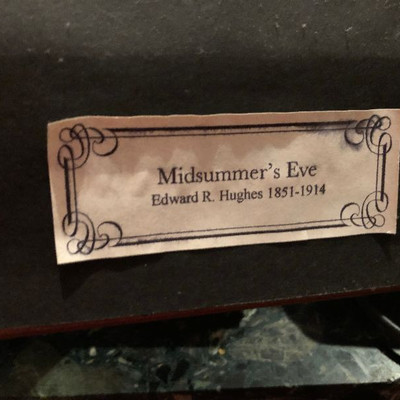 Midsummer's Eve
Edward R. Hughes 1851-1914